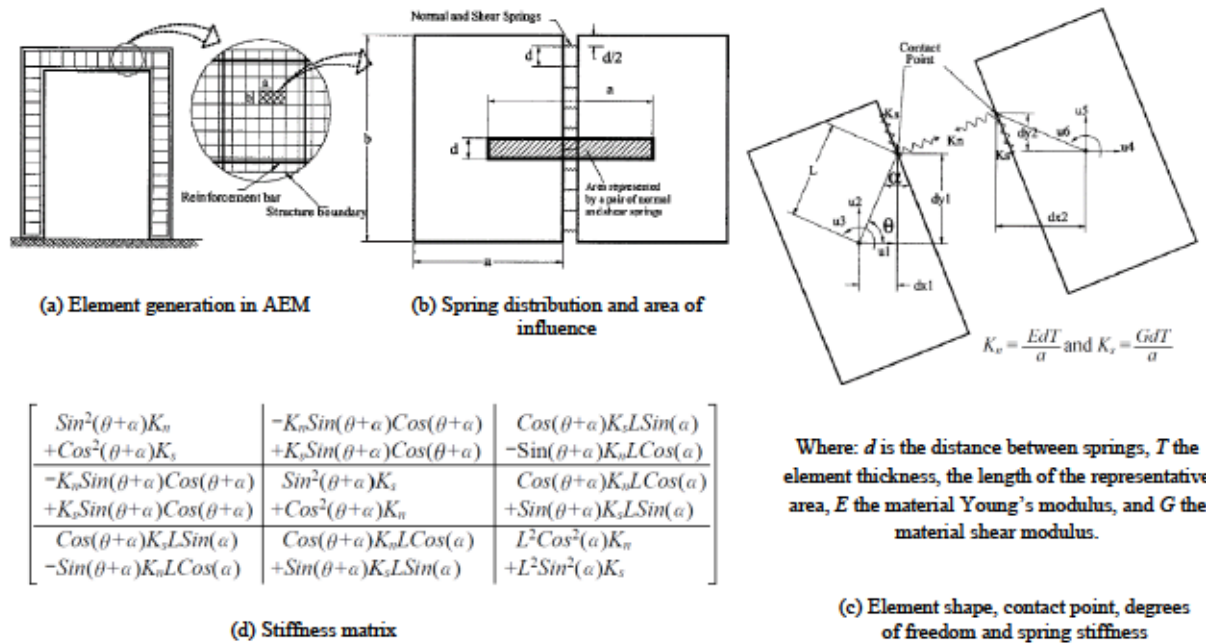 Normal and Shear Springs
d
d/2
a
b
d
Area represented
by a pair of normal
and shear springs
a
a
b
Reinforcement bar
Structure boundary
(a) Element generation in AEM
(b) Spring distribution and area of
influence
Contact
Point
Ks
Kn
Ks
L
α
θ
u1
u2
u3
u4
u5
u6
dx1
dy1
dx2
dy2
Kn = EdT/a and Ks = GdT/a
Sin²(θ+α)Kn | −KnSin(θ+α)Cos(θ+α) | Cos(θ+α)KsLSin(α)
+Cos²(θ+α)Ks | +KsSin(θ+α)Cos(θ+α) | −Sin(θ+α)KnLCos(α)
−KnSin(θ+α)Cos(θ+α) | Sin²(θ+α)Ks | Cos(θ+α)KnLCos(α)
+KsSin(θ+α)Cos(θ+α) | +Cos²(θ+α)Kn | +Sin(θ+α)KsLSin(α)
Cos(θ+α)KsLSin(α) | Cos(θ+α)KnLCos(α) | L²Cos²(α)Kn
−Sin(θ+α)KnLCos(α) | +Sin(θ+α)KsLSin(α) | +L²Sin²(α)Ks
(d) Stiffness matrix
Where: d is the distance between springs, T the
element thickness, the length of the representative
area, E the material Young's modulus, and G the
material shear modulus.
(c) Element shape, contact point, degrees
of freedom and spring stiffness